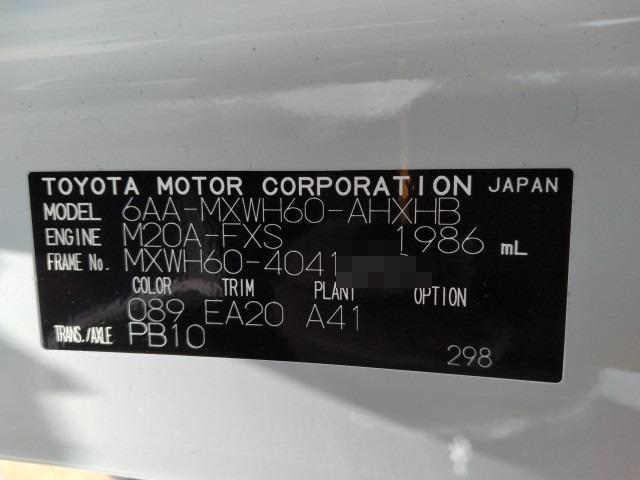 TOYOTA MOTOR CORPORATION JAPAN
MODEL 6AA-MXWH60-AHXHB
ENGINE M20A-FXS 1986 mL
FRAME No. MXWH60-4041
COLOR TRIM PLANT OPTION
089 EA20 A41
TRANS./AXLE PB10
298